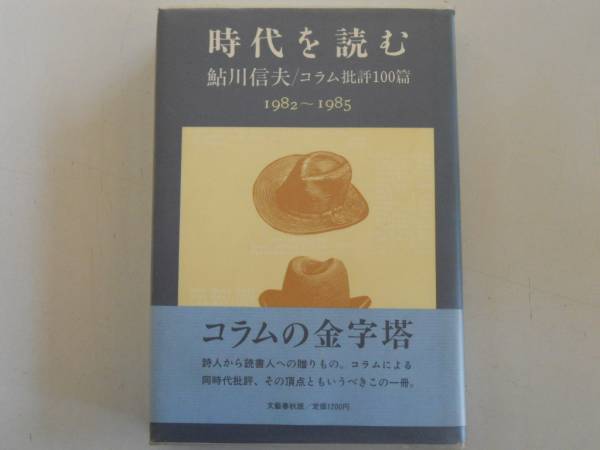 時代を読む
鮎川信夫/コラム批評100篇
1982〜1985
コラムの金字塔
詩人から読書人への贈りもの。コラムによる
同時代批評、その頂点ともいうべきこの一冊。
文藝春秋版/定価1200円